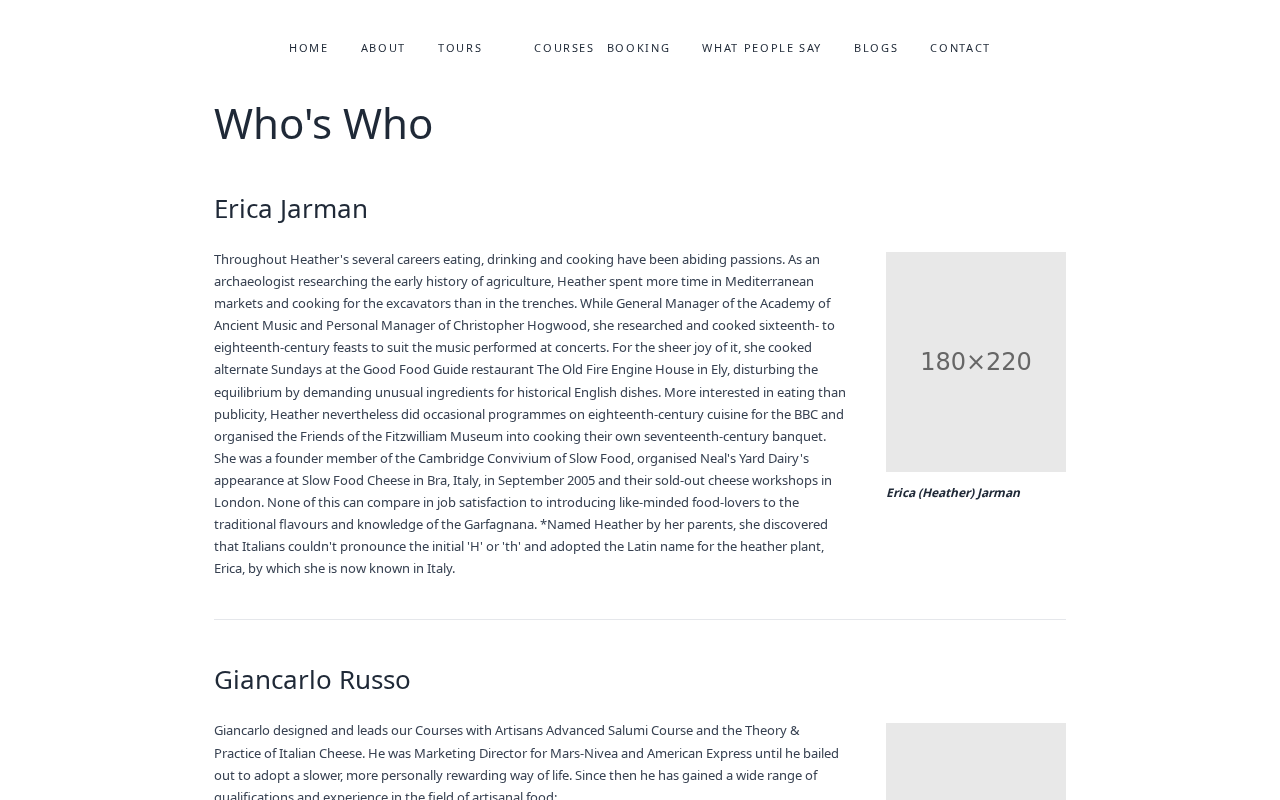 HOME ABOUT TOURS COURSES BOOKING WHAT PEOPLE SAY BLOGS CONTACT
Who's Who
Erica Jarman
Throughout Heather's several careers eating, drinking and cooking have been abiding passions. As an
archaeologist researching the early history of agriculture, Heather spent more time in Mediterranean
markets and cooking for the excavators than in the trenches. While General Manager of the Academy of
Ancient Music and Personal Manager of Christopher Hogwood, she researched and cooked sixteenth- to
eighteenth-century feasts to suit the music performed at concerts. For the sheer joy of it, she cooked
alternate Sundays at the Good Food Guide restaurant The Old Fire Engine House in Ely, disturbing the
equilibrium by demanding unusual ingredients for historical English dishes. More interested in eating than
publicity, Heather nevertheless did occasional programmes on eighteenth-century cuisine for the BBC and
organised the Friends of the Fitzwilliam Museum into cooking their own seventeenth-century banquet.
She was a founder member of the Cambridge Convivium of Slow Food, organised Neal's Yard Dairy's
appearance at Slow Food Cheese in Bra, Italy, in September 2005 and their sold-out cheese workshops in
London. None of this can compare in job satisfaction to introducing like-minded food-lovers to the
traditional flavours and knowledge of the Garfagnana. *Named Heather by her parents, she discovered
that Italians couldn't pronounce the initial 'H' or 'th' and adopted the Latin name for the heather plant,
Erica, by which she is now known in Italy.
180×220
Erica (Heather) Jarman
Giancarlo Russo
Giancarlo designed and leads our Courses with Artisans Advanced Salumi Course and the Theory &
Practice of Italian Cheese. He was Marketing Director for Mars-Nivea and American Express until he bailed
out to adopt a slower, more personally rewarding way of life. Since then he has gained a wide range of
qualifications and experience in the field of artisanal food: